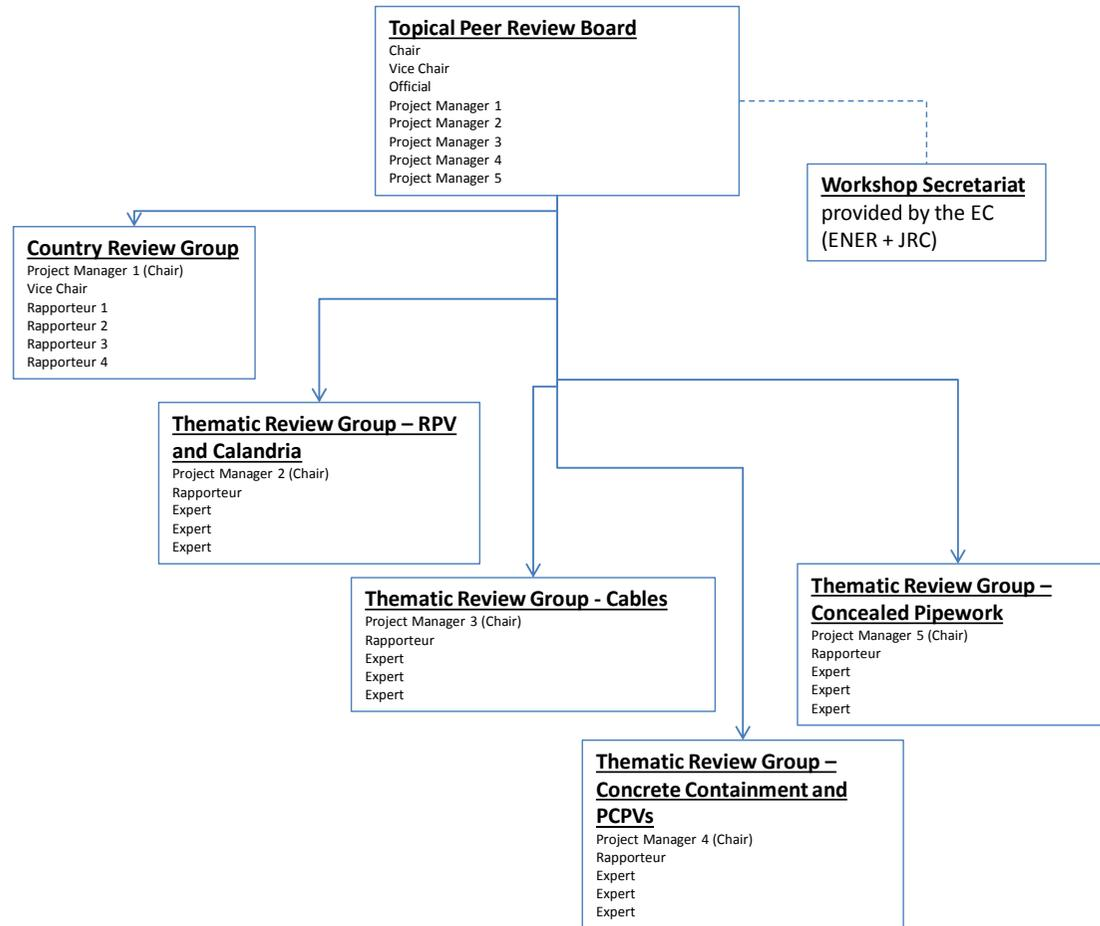 Topical Peer Review Board
Chair
Vice Chair
Official
Project Manager 1
Project Manager 2
Project Manager 3
Project Manager 4
Project Manager 5
Workshop Secretariat
provided by the EC
(ENER + JRC)
Country Review Group
Project Manager 1 (Chair)
Vice Chair
Rapporteur 1
Rapporteur 2
Rapporteur 3
Rapporteur 4
Thematic Review Group – RPV
and Calandria
Project Manager 2 (Chair)
Rapporteur
Expert
Expert
Expert
Thematic Review Group - Cables
Project Manager 3 (Chair)
Rapporteur
Expert
Expert
Expert
Thematic Review Group –
Concealed Pipework
Project Manager 5 (Chair)
Rapporteur
Expert
Expert
Expert
Thematic Review Group –
Concrete Containment and
PCPVs
Project Manager 4 (Chair)
Rapporteur
Expert
Expert
Expert